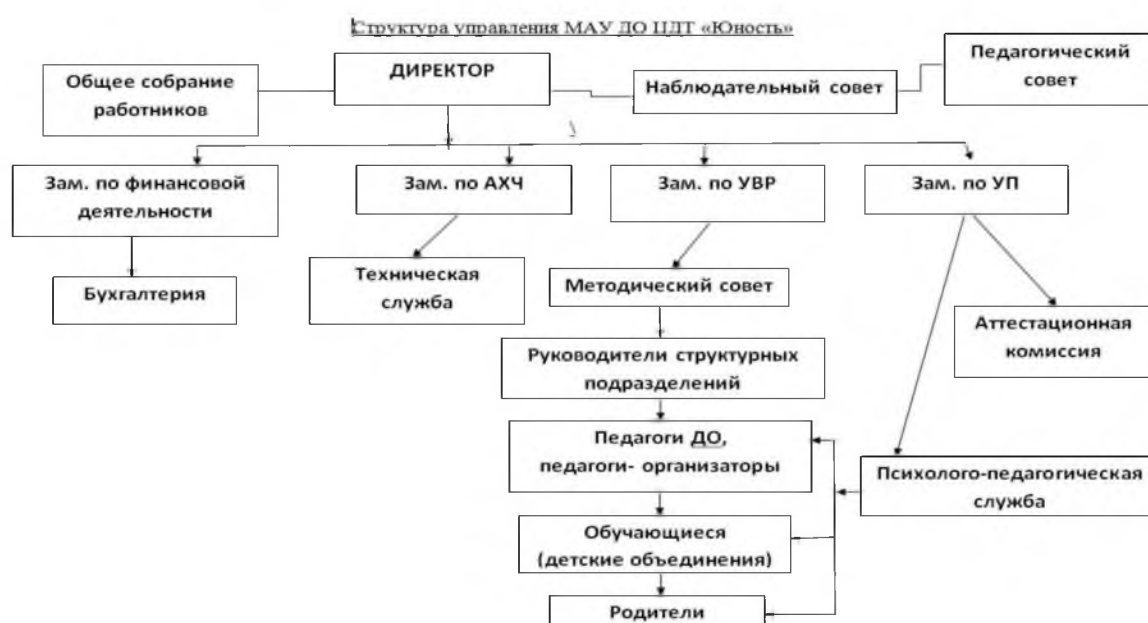 Структура управления МАУ ДО ЦДТ «Юность»
Общее собрание
работников
ДИРЕКТОР
Наблюдательный совет
Педагогический
совет
Зам. по финансовой
деятельности
Зам. по АХЧ
Зам. по УВР
Зам. по УП
Бухгалтерия
Техническая
служба
Методический совет
Аттестационная
комиссия
Руководители структурных
подразделений
Педагоги ДО,
педагоги- организаторы
Психолого-педагогическая
служба
Обучающиеся
(детские объединения)
Родители